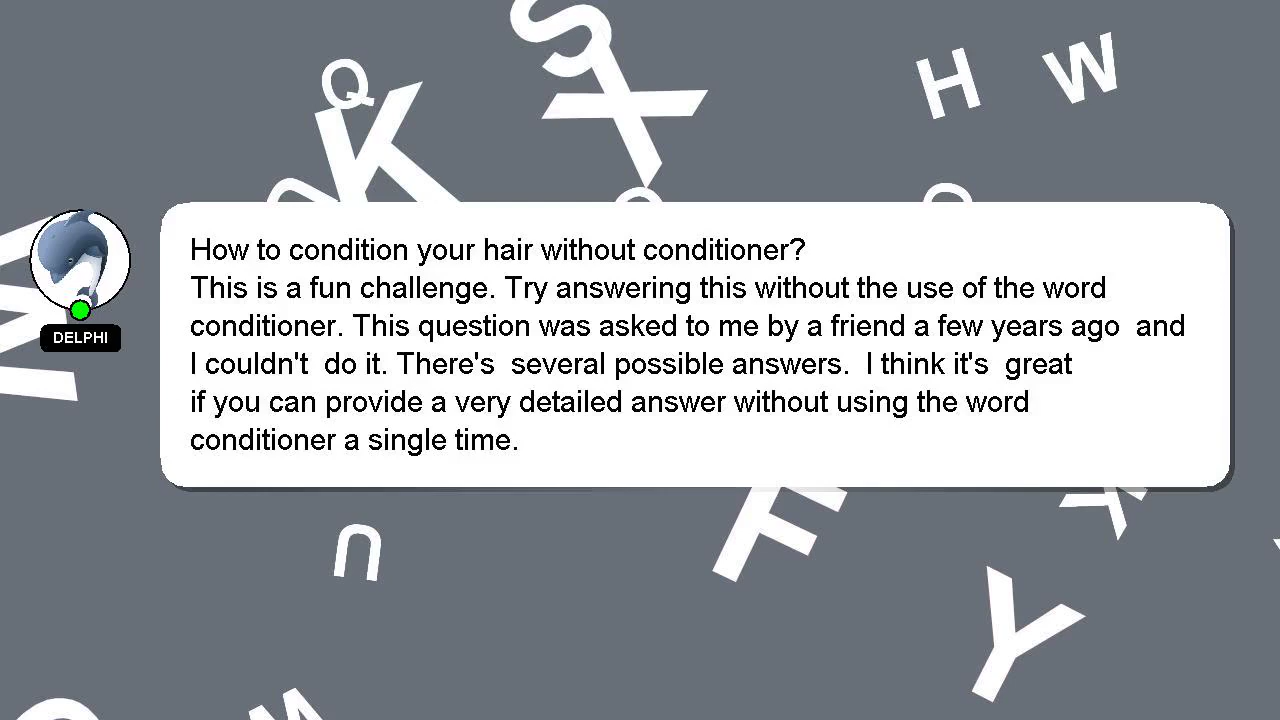 S
Q
H W
K X
DELPHI
How to condition your hair without conditioner?
This is a fun challenge. Try answering this without the use of the word
conditioner. This question was asked to me by a friend a few years ago  and
I couldn't  do it. There's  several possible answers.  I think it's  great
if you can provide a very detailed answer without using the word
conditioner a single time.
F
X
U
Y
M